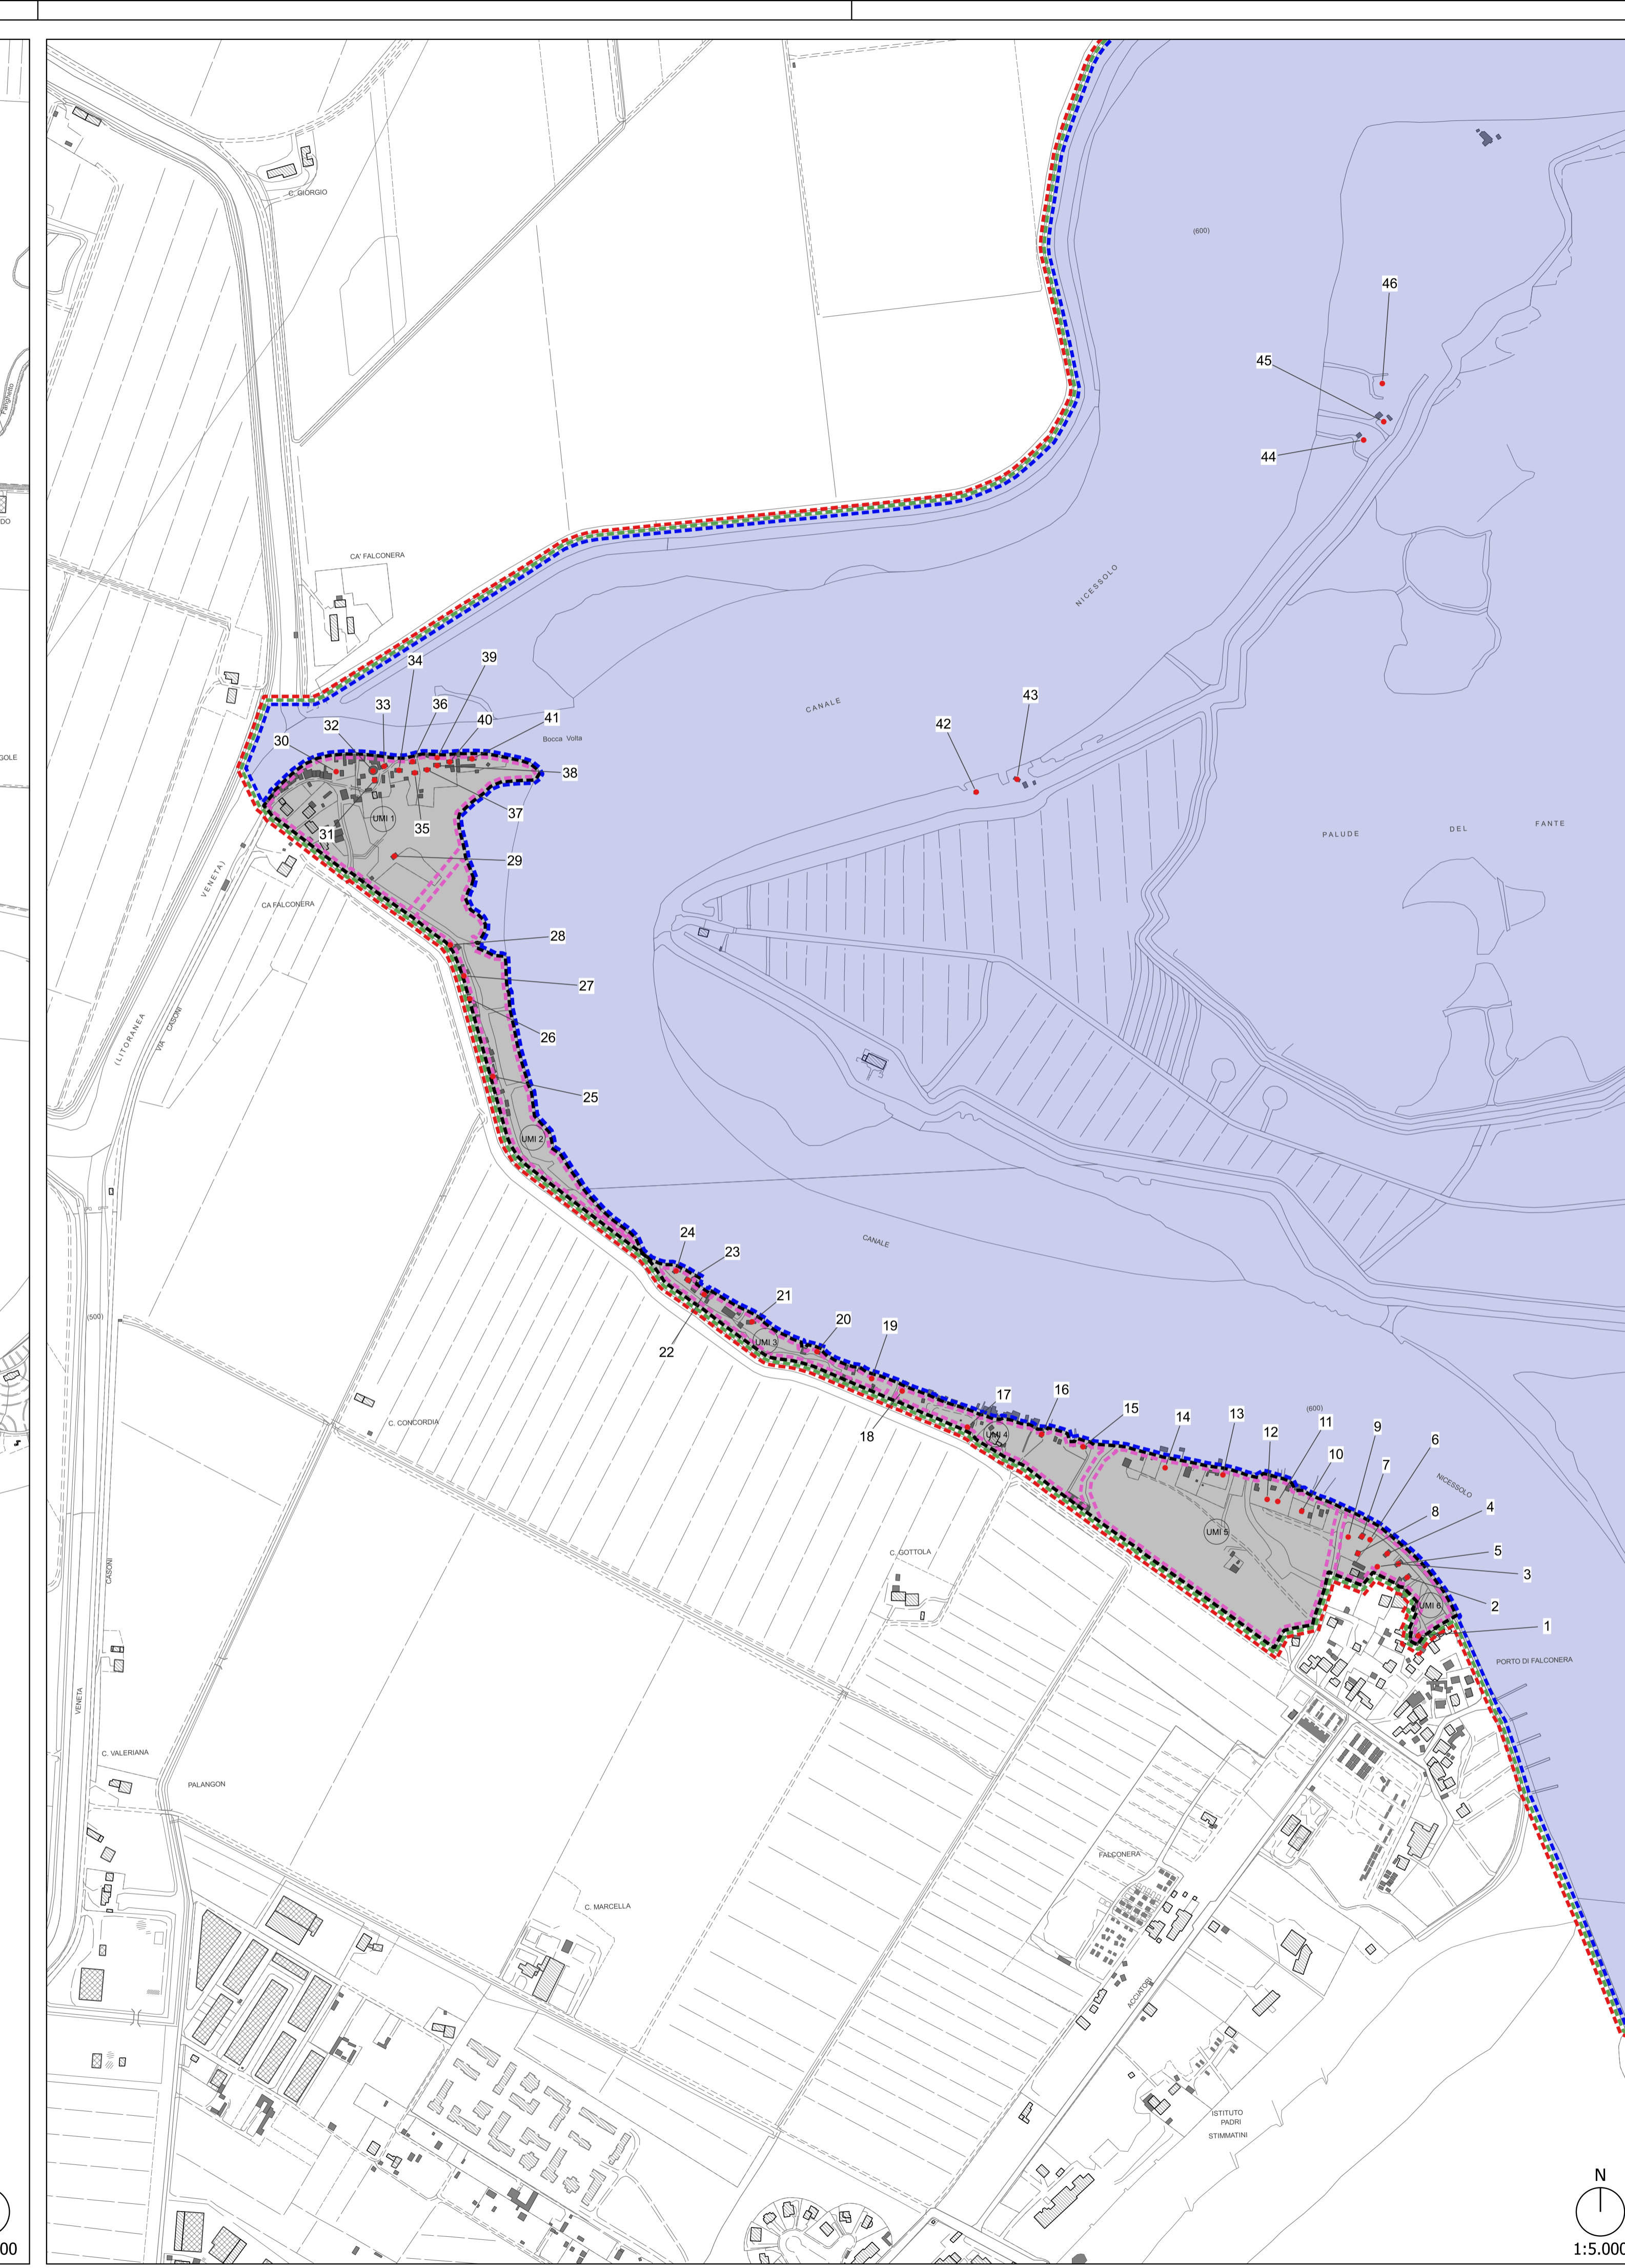 C. GIORGIO
(600)
46
45
44
Fanghetto
DO
CA' FALCONERA
NICESSOLO
34
39
33
36
43
CANALE
32
40
41
42
30
Bocca Volta
GOLE
38
37
UMI 1
31
35
PALUDE DEL FANTE
29
VENETA)
CA FALCONERA
28
27
(LITORANEA
VIA CASONI
26
25
UMI 2
24
CANALE
23
21
(500)
20
19
UMI 3
22
17
16
15
(600)
14
13
12
11
10
9
6
7
C. CONCORDIA
18
UMI 4
NICESSOLO
8
4
UMI 5
5
C. GOTTOLA
3
CASONI
2
UMI 6
1
PORTO DI FALCONERA
VENETA
C. VALERIANA
PALANGON
FALCONERA
C. MARCELLA
ACCIATORI
ISTITUTO
PADRI
STIMMATINI
N
00
1:5.000